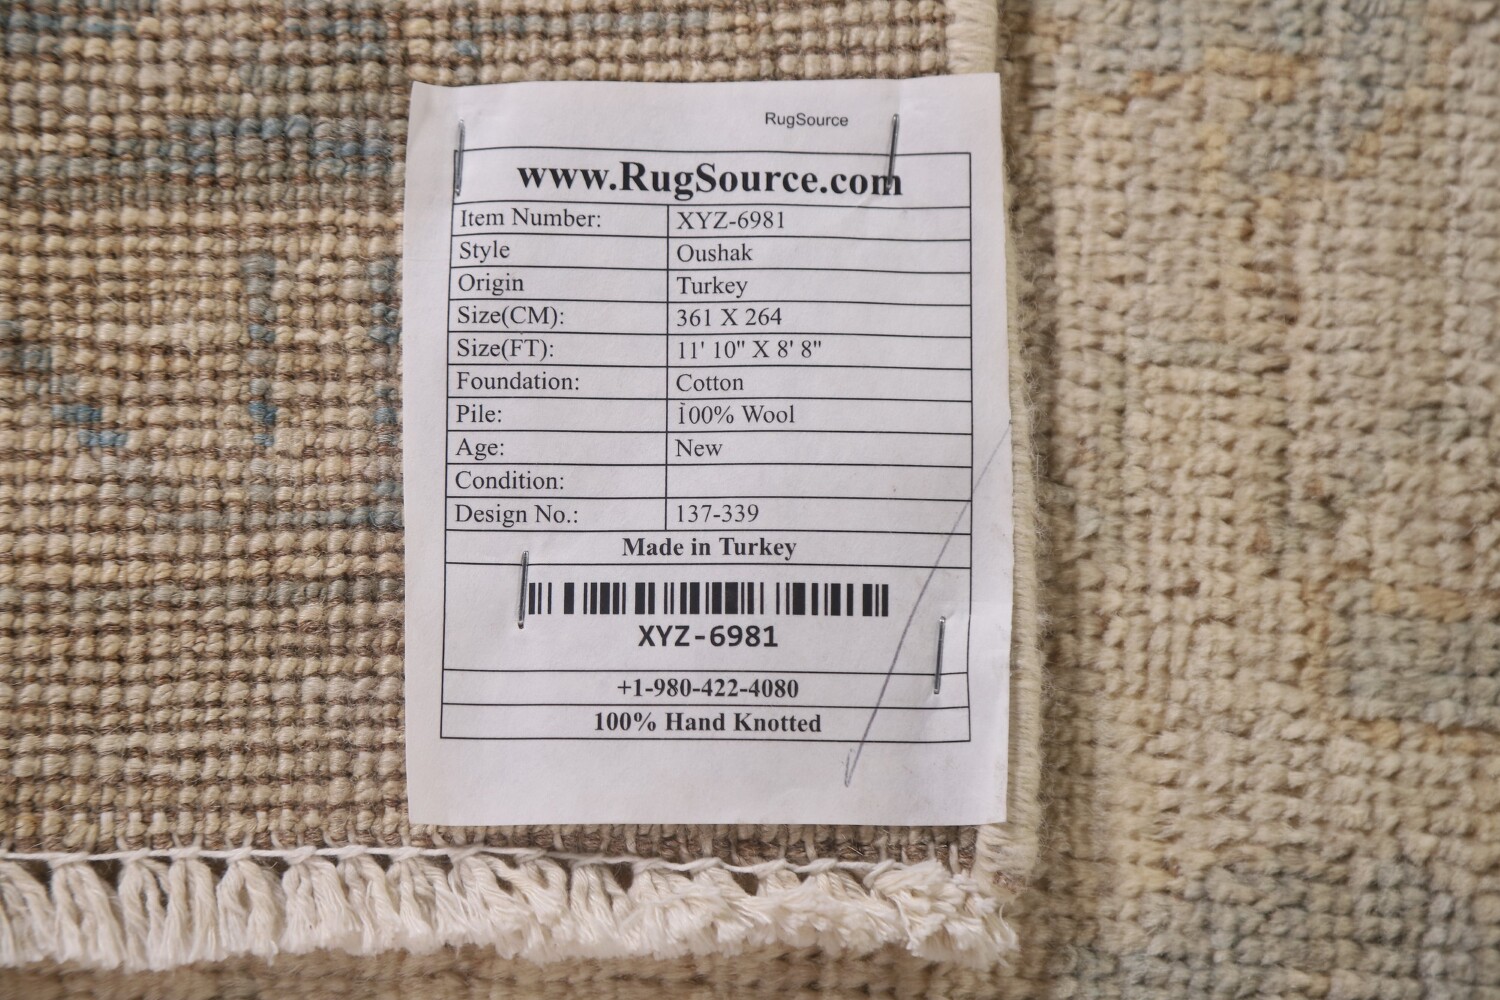 RugSource
www.RugSource.com
Item Number: XYZ-6981
Style Oushak
Origin Turkey
Size(CM): 361 X 264
Size(FT): 11' 10" X 8' 8"
Foundation: Cotton
Pile: 100% Wool
Age: New
Condition:
Design No.: 137-339
Made in Turkey
XYZ-6981
+1-980-422-4080
100% Hand Knotted